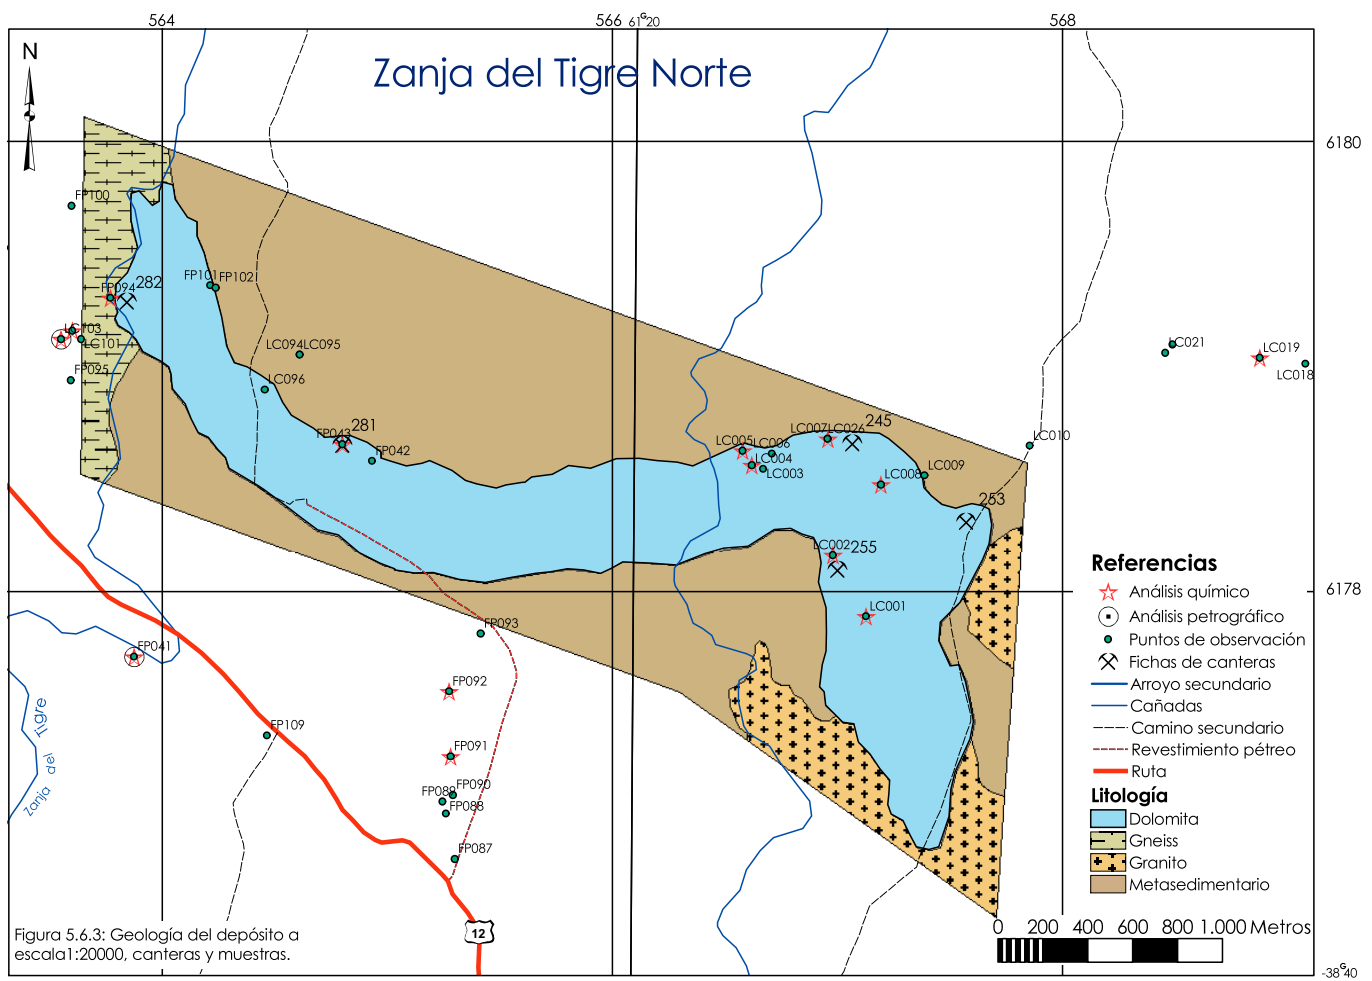 564
566
61°20
568
Zanja del Tigre Norte
N
6180
FP100
FP101
FP102
282
FP094
LC103
LC101
FP095
LC094
LC095
LC096
281
FP043
FP042
LC021
LC019
LC018
245
LC007
LC026
LC005
LC006
LC004
LC003
LC010
LC009
LC008
253
LC002
255
LC001
6178
FP093
FP041
FP092
FP109
FP091
FP090
FP089
FP088
FP087
Zanja del Tigre
12
Referencias
Análisis químico
Análisis petrográfico
Puntos de observación
Fichas de canteras
Arroyo secundario
Cañadas
Camino secundario
Revestimiento pétreo
Ruta
Litología
Dolomita
Gneiss
Granito
Metasedimentario
0 200 400 600 800 1.000 Metros
Figura 5.6.3: Geología del depósito a
escala1:20000, canteras y muestras.
-38°40